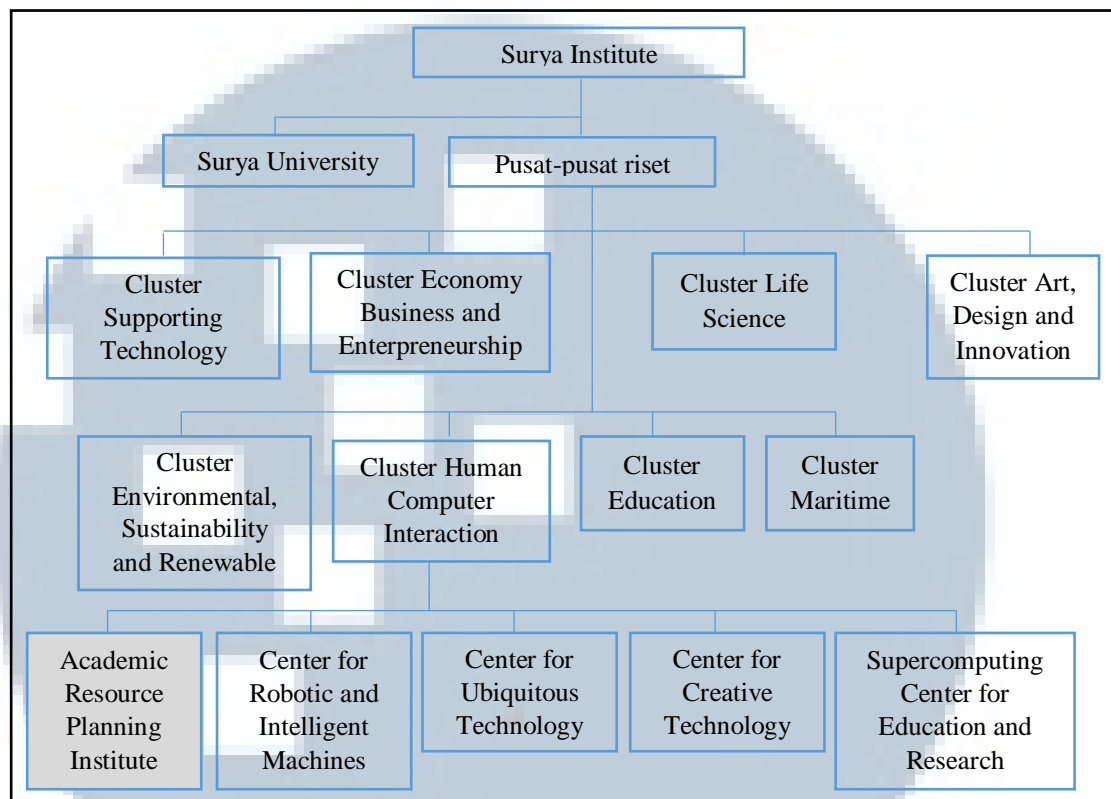 Surya Institute
Surya University
Pusat-pusat riset
Cluster
Supporting
Technology
Cluster Economy
Business and
Enterpreneurship
Cluster Life
Science
Cluster Art,
Design and
Innovation
Cluster
Environmental,
Sustainability
and Renewable
Cluster Human
Computer
Interaction
Cluster
Education
Cluster
Maritime
Academic
Resource
Planning
Institute
Center for
Robotic and
Intelligent
Machines
Center for
Ubiquitous
Technology
Center for
Creative
Technology
Supercomputing
Center for
Education and
Research